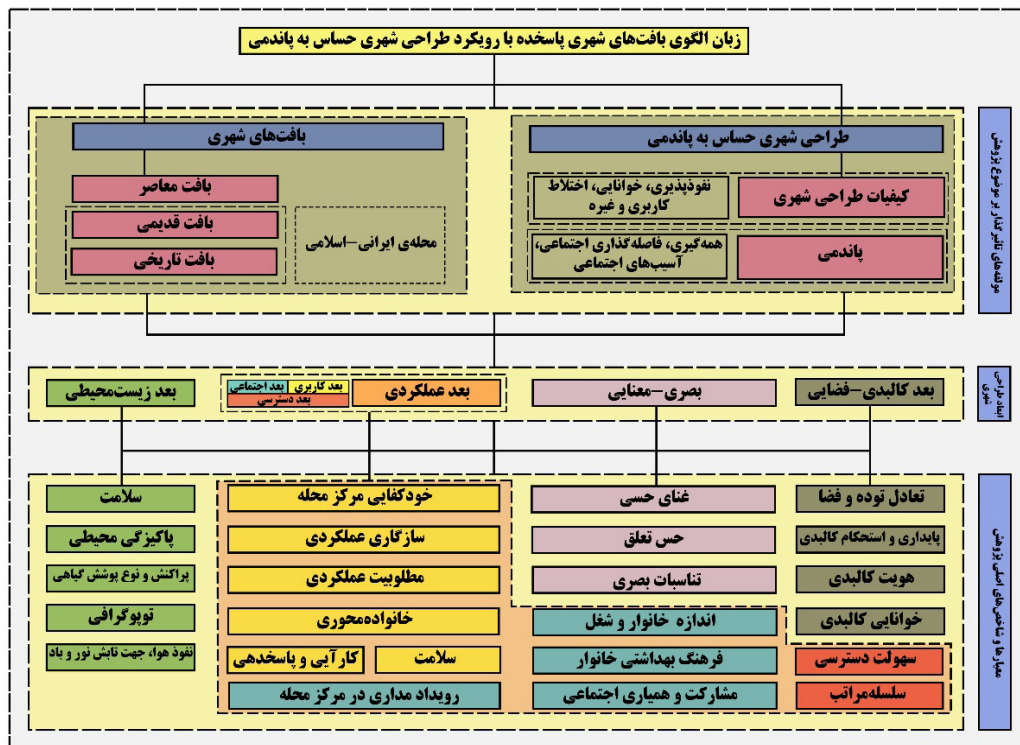 زبان الگوی بافت‌های شهری پاسخده با رویکرد طراحی شهری حساس به پاندمی
مولفه‌های تاثیرگذار بر موضوع پژوهش
طراحی شهری حساس به پاندمی
کیفیات طراحی شهری
نفوذپذیری، خوانایی، اختلاط
کاربری و غیره
پاندمی
همه‌گیری، فاصله‌گذاری اجتماعی،
آسیب‌های اجتماعی
بافت‌های شهری
بافت معاصر
بافت قدیمی
بافت تاریخی
محله‌ی ایرانی-اسلامی
ابعاد طراحی
شهری
بعد کالبدی-فضایی
بصری-معنایی
بعد عملکردی
بعد کاربری
بعد اجتماعی
بعد دسترسی
بعد زیست‌محیطی
معیارها و شاخص‌های اصلی پژوهش
تعادل توده و فضا
پایداری و استحکام کالبدی
هویت کالبدی
خوانایی کالبدی
سهولت دسترسی
سلسله‌مراتب
غنای حسی
حس تعلق
تناسبات بصری
اندازه خانوار و شغل
فرهنگ بهداشتی خانوار
مشارکت و همیاری اجتماعی
خودکفایی مرکز محله
سازگاری عملکردی
مطلوبیت عملکردی
خانواده‌محوری
سلامت
کارآیی و پاسخدهی
رویداد مداری در مرکز محله
سلامت
پاکیزگی محیطی
پراکنش و نوع پوشش گیاهی
توپوگرافی
نفوذ هوا، جهت تابش نور و باد